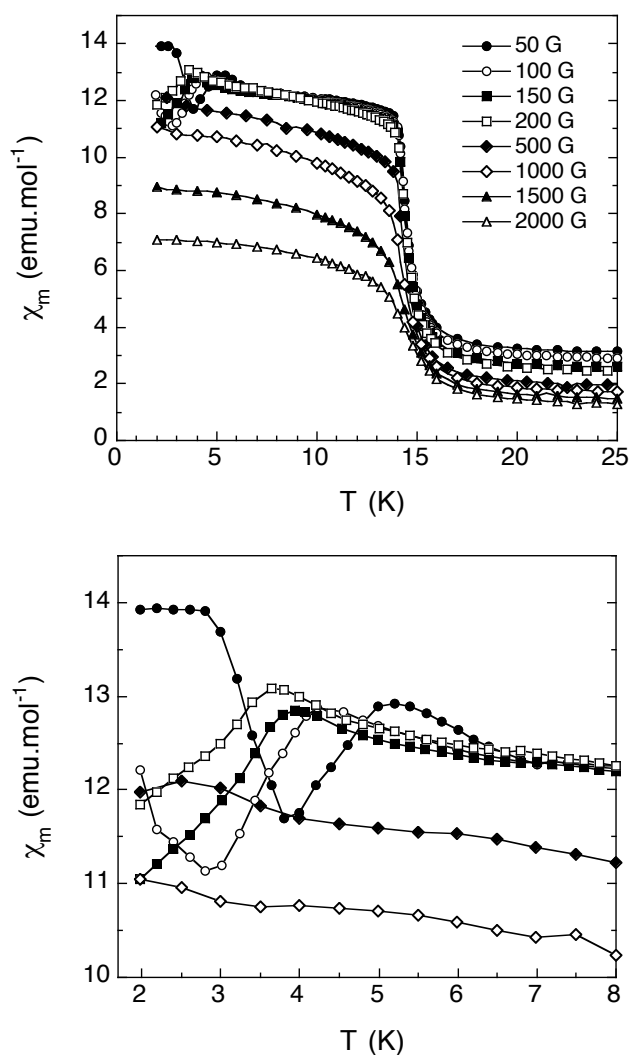 14
12
10
8
6
4
2
0
χm (emu.mol-1)
50 G
100 G
150 G
200 G
500 G
1000 G
1500 G
2000 G
0 5 10 15 20 25
T (K)
14
13
12
11
10
χm (emu.mol-1)
2 3 4 5 6 7 8
T (K)